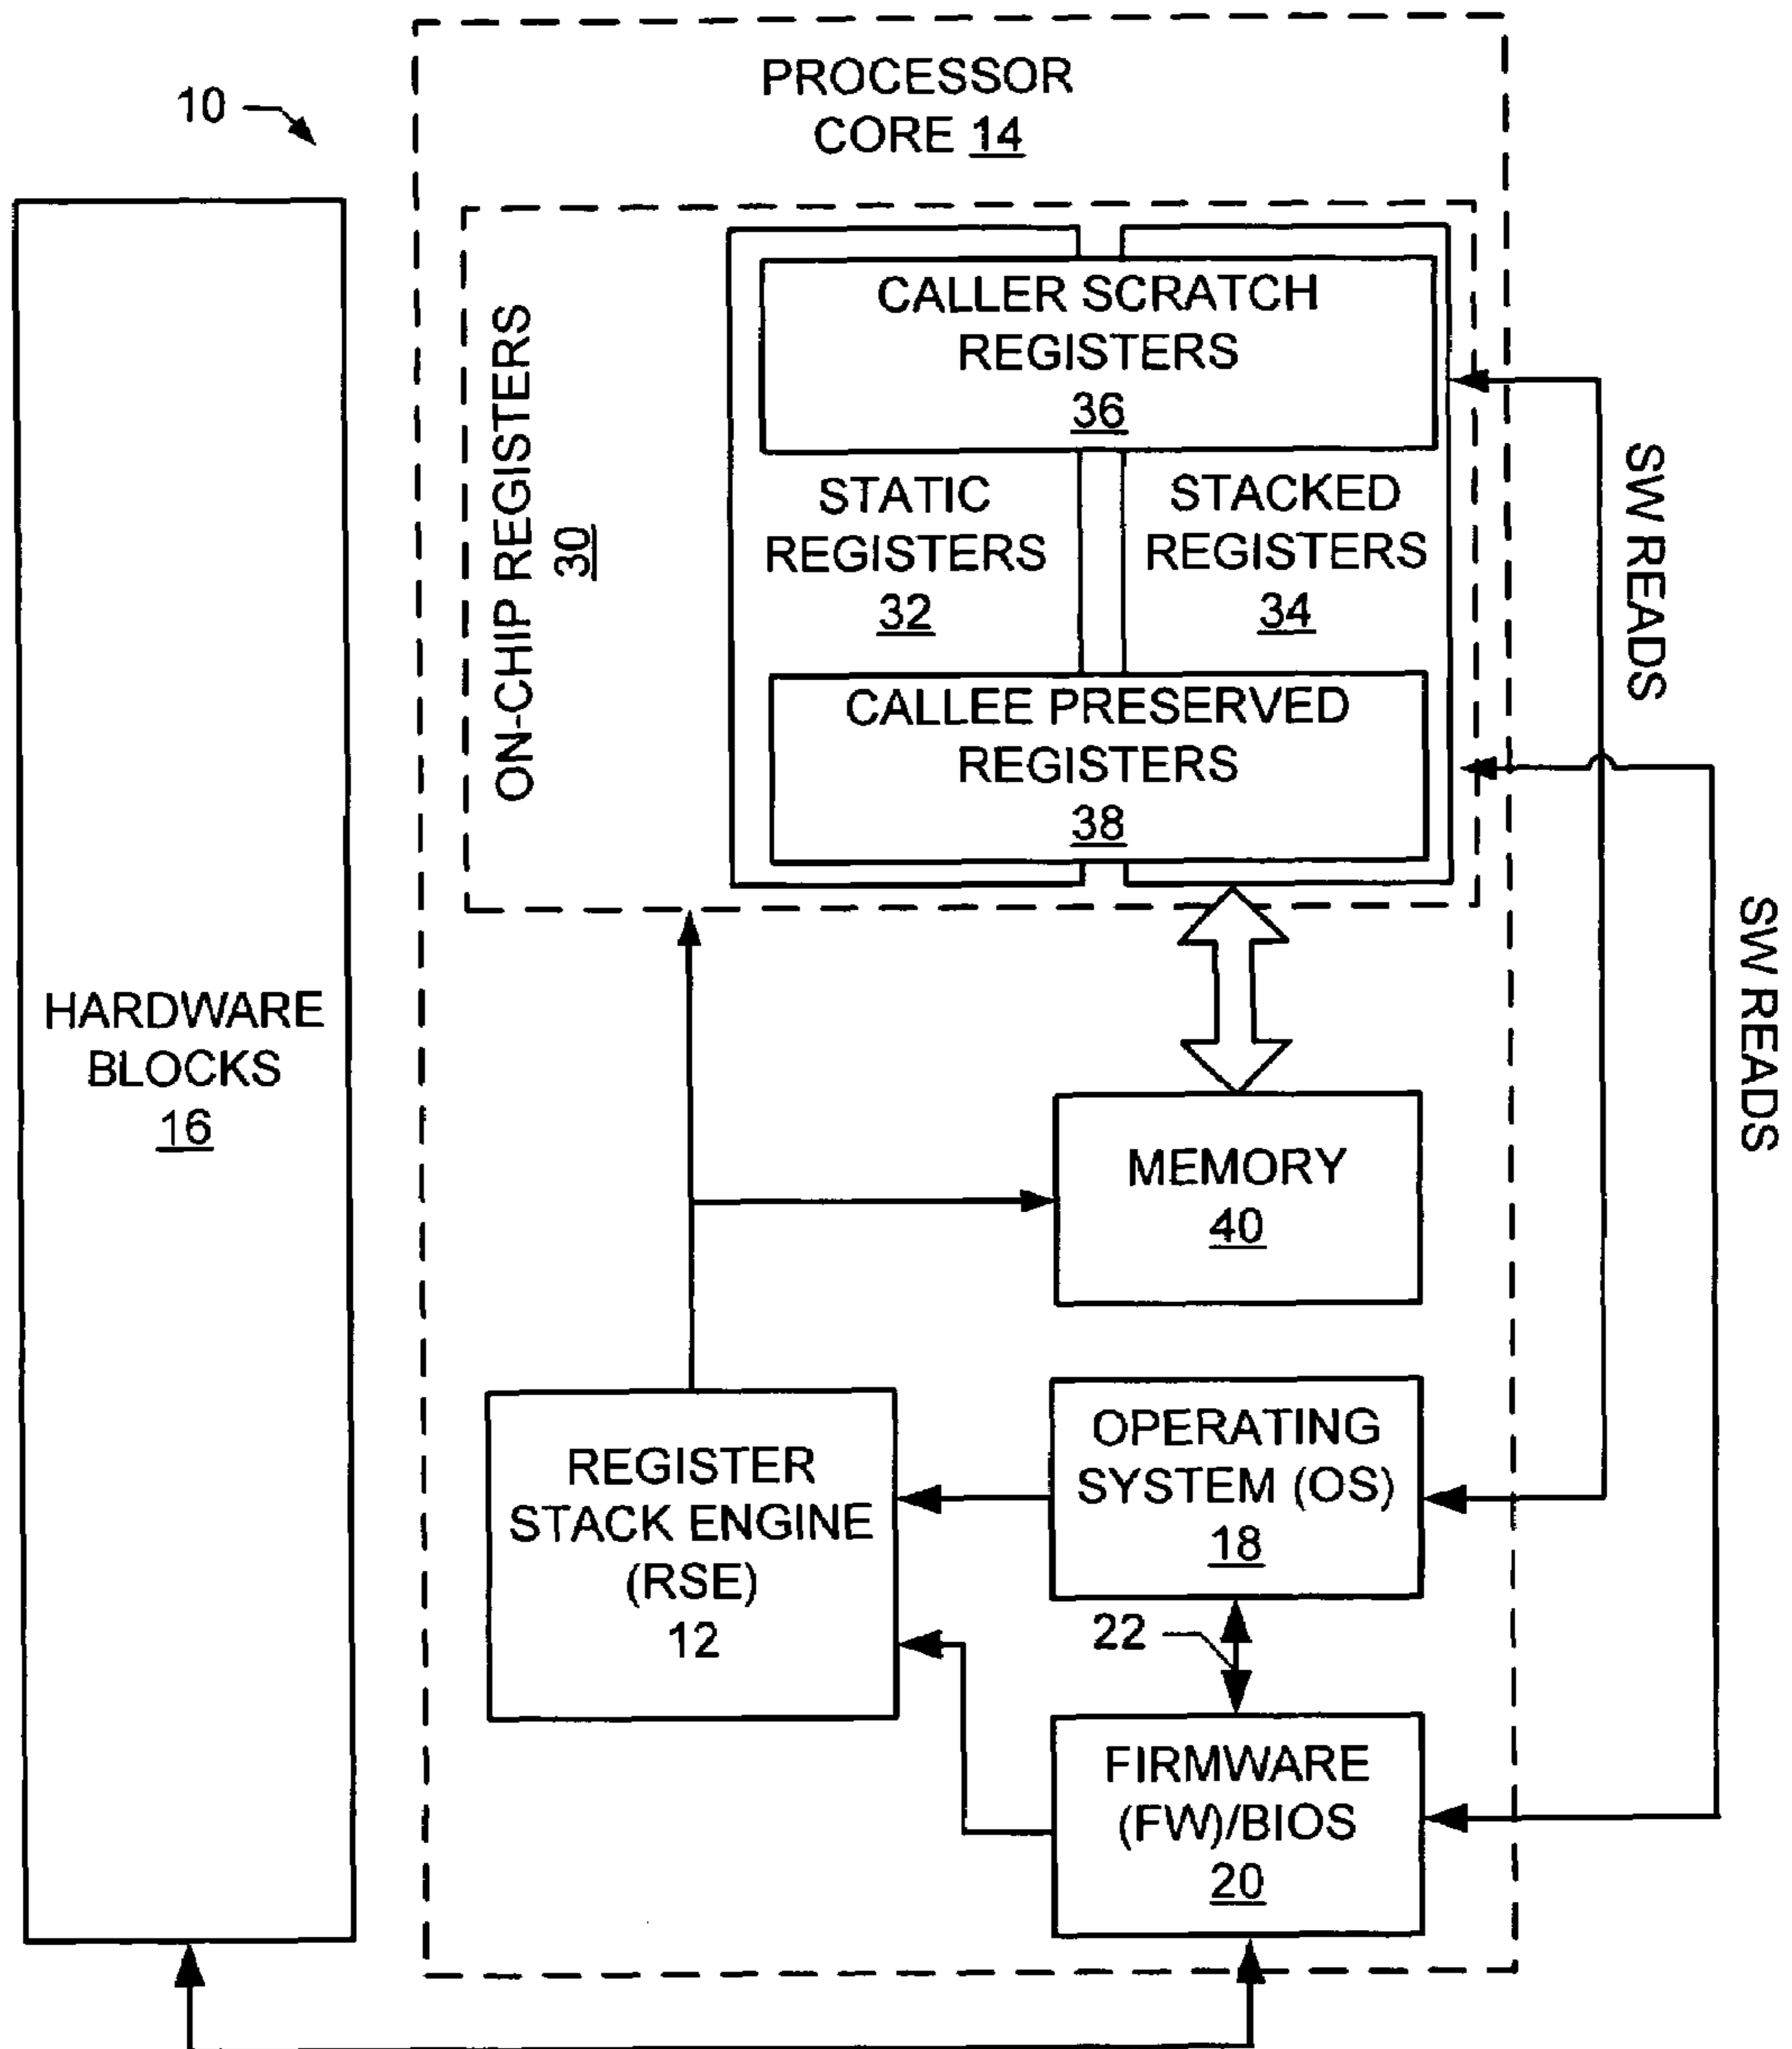 10
PROCESSOR
CORE 14
ON-CHIP REGISTERS
30
CALLER SCRATCH
REGISTERS
36
STATIC
REGISTERS
32
STACKED
REGISTERS
34
CALLEE PRESERVED
REGISTERS
38
SW READS
SW READS
HARDWARE
BLOCKS
16
MEMORY
40
REGISTER
STACK ENGINE
(RSE)
12
OPERATING
SYSTEM (OS)
18
22
FIRMWARE
(FW)/BIOS
20